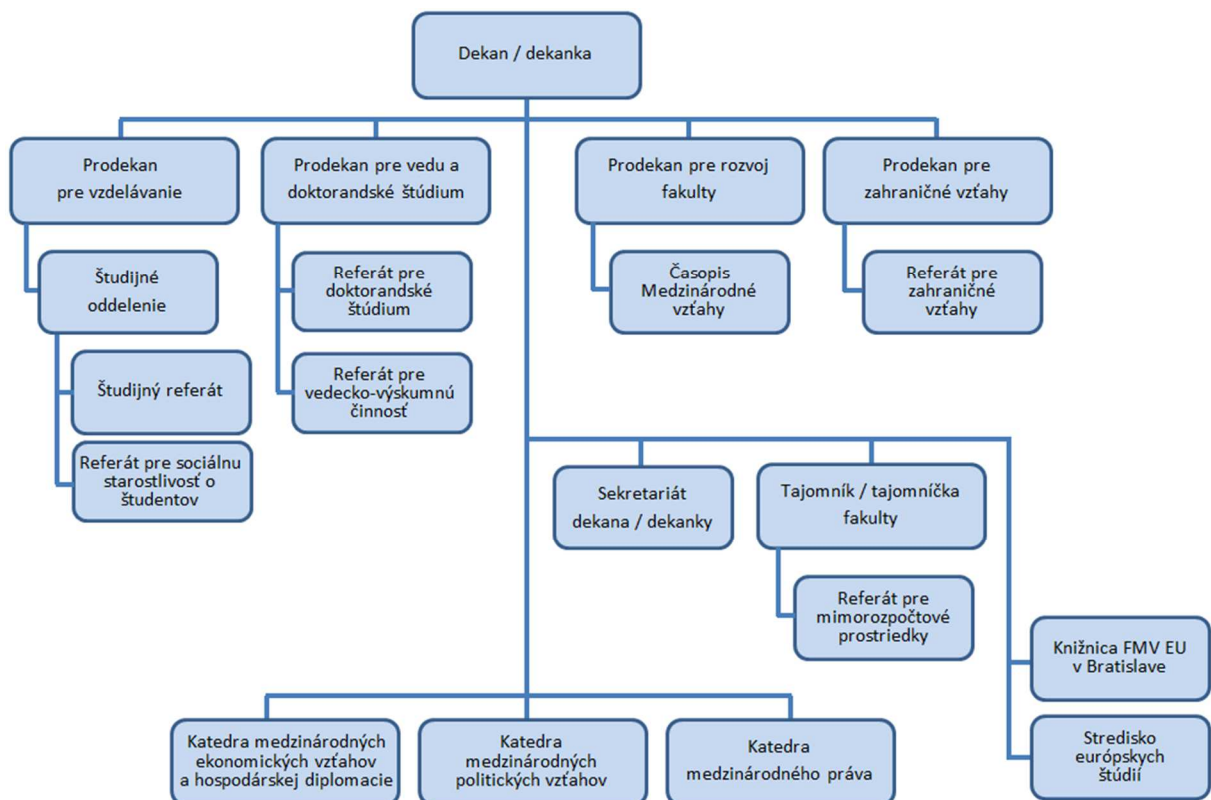 Dekan / dekanka
Prodekan
pre vzdelávanie
Prodekan pre vedu a
doktorandské štúdium
Prodekan pre rozvoj
fakulty
Prodekan pre
zahraničné vzťahy
Študijné
oddelenie
Referát pre
doktorandské
štúdium
Časopis
Medzinárodné
vzťahy
Referát pre
zahraničné
vzťahy
Študijný referát
Referát pre
vedecko-výskumnú
činnosť
Referát pre sociálnu
starostlivosť o
študentov
Sekretariát
dekana / dekanky
Tajomník / tajomníčka
fakulty
Referát pre
mimorozpočtové
prostriedky
Knižnica FMV EU
v Bratislave
Katedra medzinárodných
ekonomických vzťahov
a hospodárskej diplomacie
Katedra
medzinárodných
politických vzťahov
Katedra
medzinárodného práva
Stredisko
európskych
štúdií